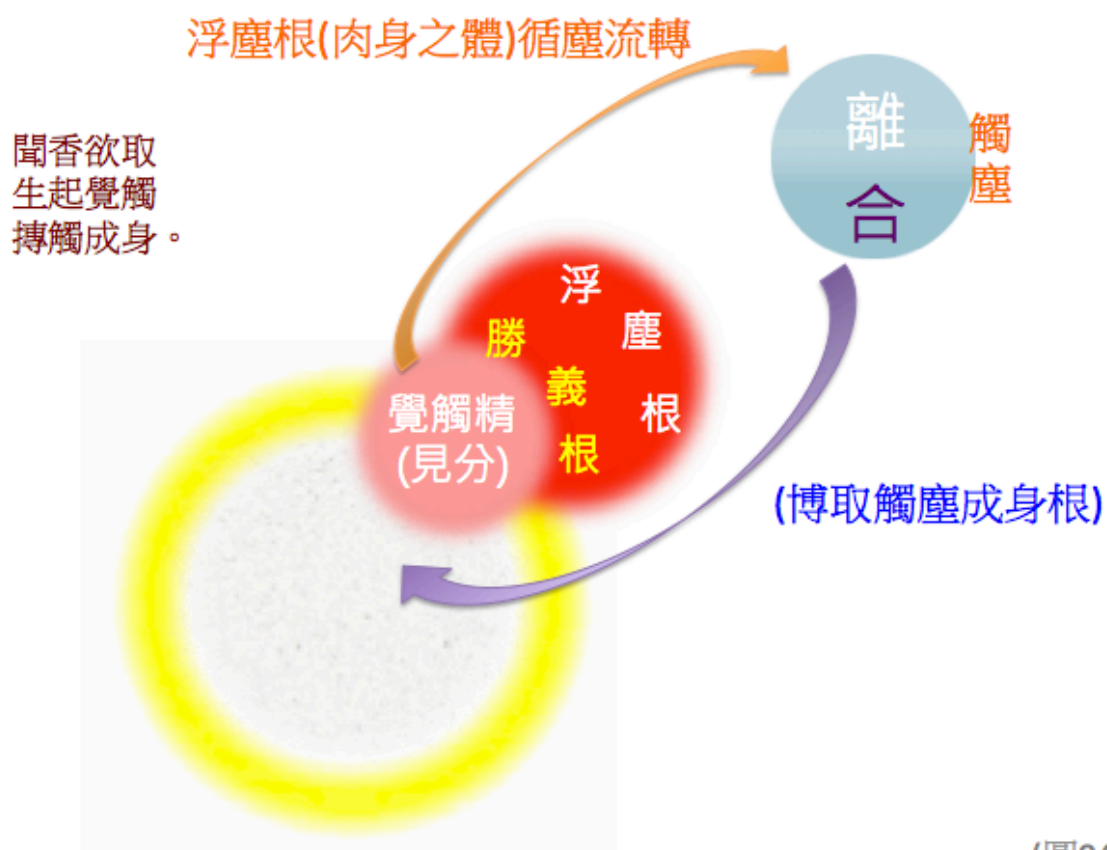 浮塵根(肉身之體)循塵流轉
離
合
觸
塵
聞香欲取
生起覺觸
摶觸成身。
浮
塵
根
勝
義
根
覺觸精
(見分)
(博取觸塵成身根)